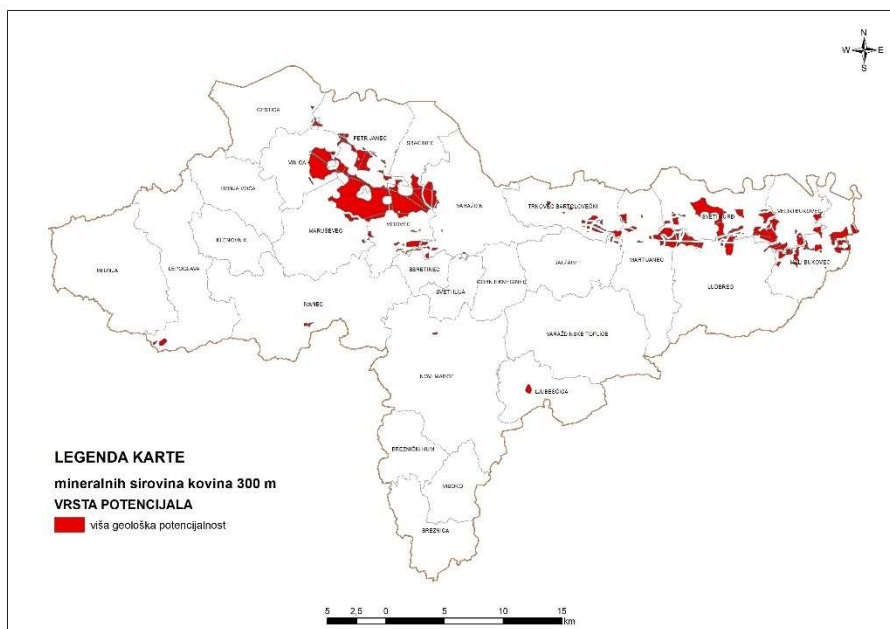 N
W E
S
CESTICA
PETRIJANEC
SRAČINEC
VINICA
DONJA VOĆA
VARAŽDIN
TRNOVEC BARTOLOVEČKI
SVETI ĐURĐ
VELIKI BUKOVEC
VIDOVEC
MARUŠEVEC
KLENOVNIK
LEPOGLAVA
BEDNJA
BERETINEC
SVETI ILIJA
GORNJI KNEGINEC
JALŽABET
MARTIJANEC
LUDBREG
MALI BUKOVEC
IVANEC
VARAŽDINSKE TOPLICE
NOVI MAROF
LJUBEŠĆICA
BREZNIČKI HUM
VISOKO
BREZNICA
LEGENDA KARTE
mineralnih sirovina kovina 300 m
VRSTA POTENCIJALA
viša geološka potencijalnost
5 2,5 0 5 10 15
km